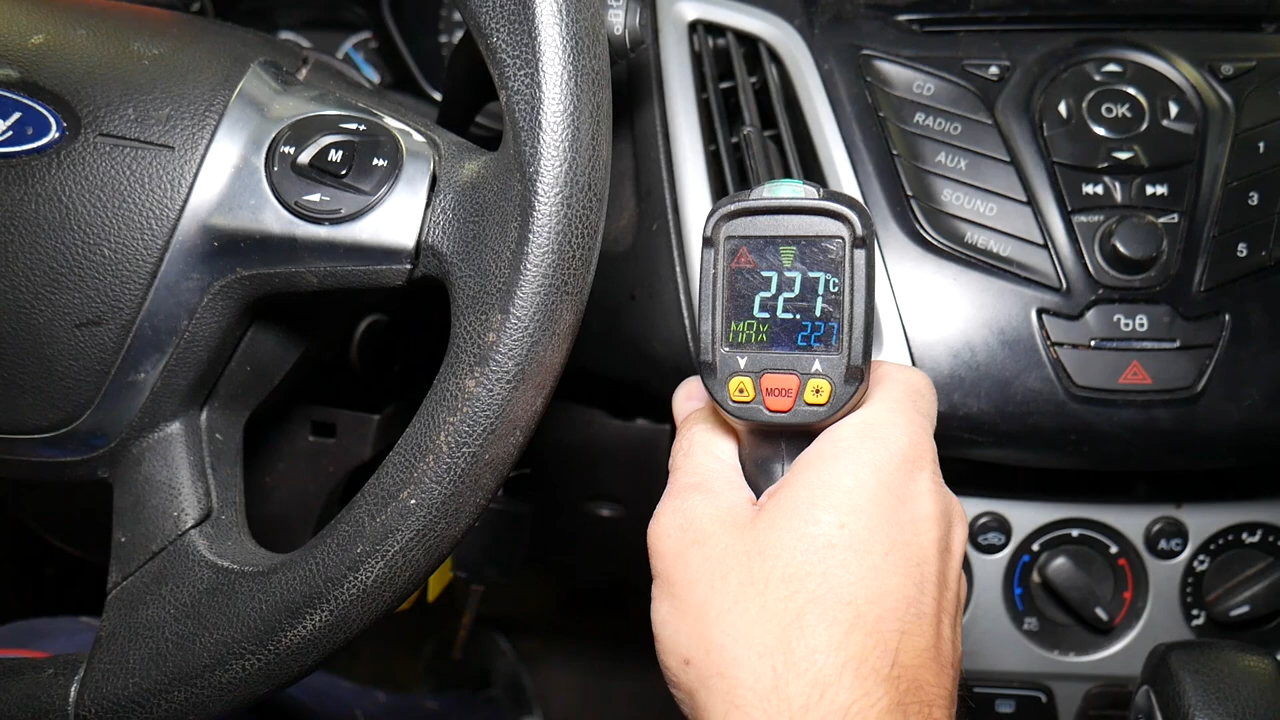 M
CD
RADIO
AUX
SOUND
MENU
OK
ON/OFF
1
3
5
22.7°C
MAX 22.7
MODE
A/C